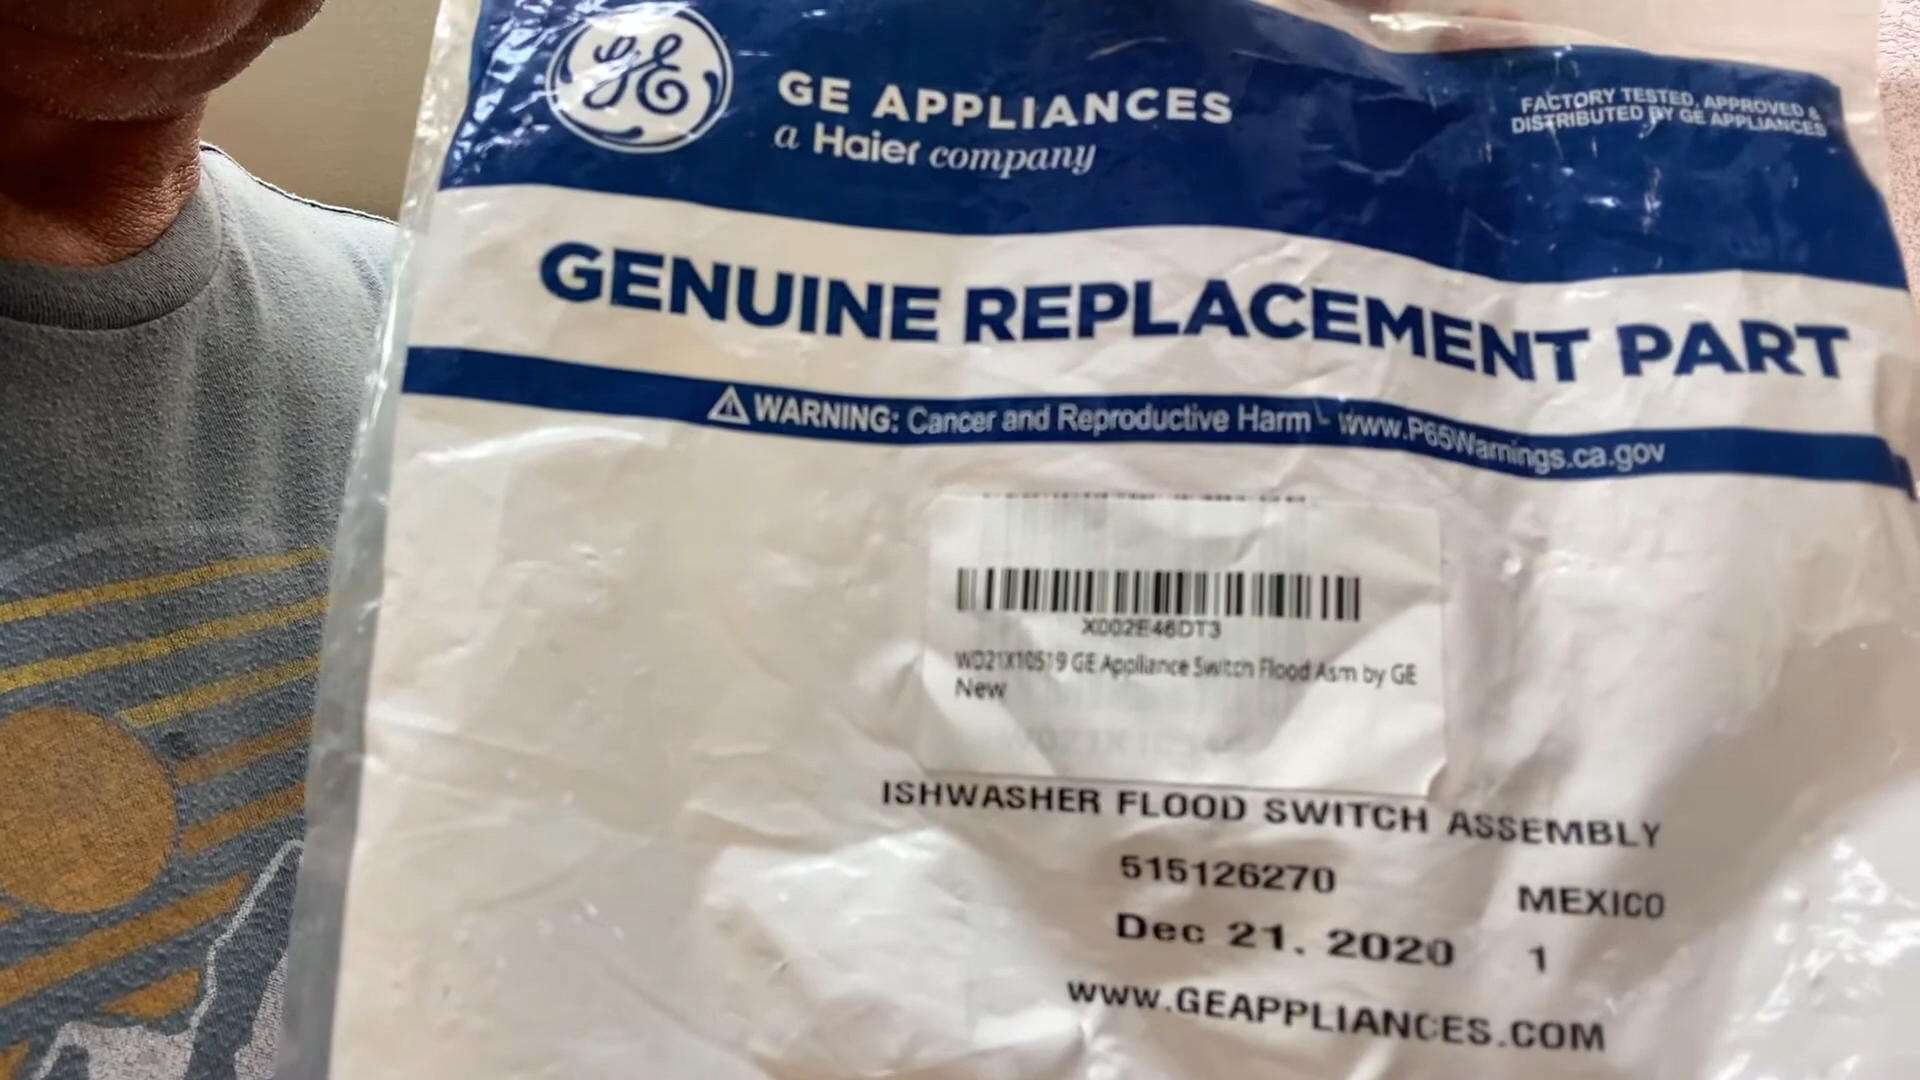 GE
GE APPLIANCES
a Haier company
FACTORY TESTED, APPROVED &
DISTRIBUTED BY GE APPLIANCES
GENUINE REPLACEMENT PART
WARNING: Cancer and Reproductive Harm - www.P65Warnings.ca.gov
X002E46DT3
WD21X10519 GE Appliance Switch Flood Asm by GE
New
ISHWASHER FLOOD SWITCH ASSEMBLY
515126270
MEXICO
Dec 21. 2020 1
WWW.GEAPPLIANCES.COM